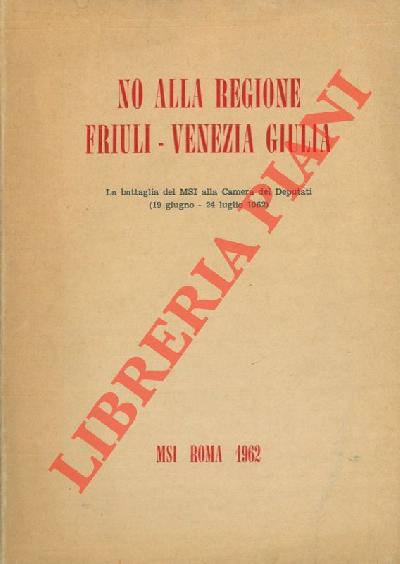 NO ALLA REGIONE
FRIULI - VENEZIA GIULIA
La battaglia del MSI alla Camera dei Deputati
(19 giugno - 24 luglio 1962)
LIBRERIA PIANI
MSI ROMA 1962